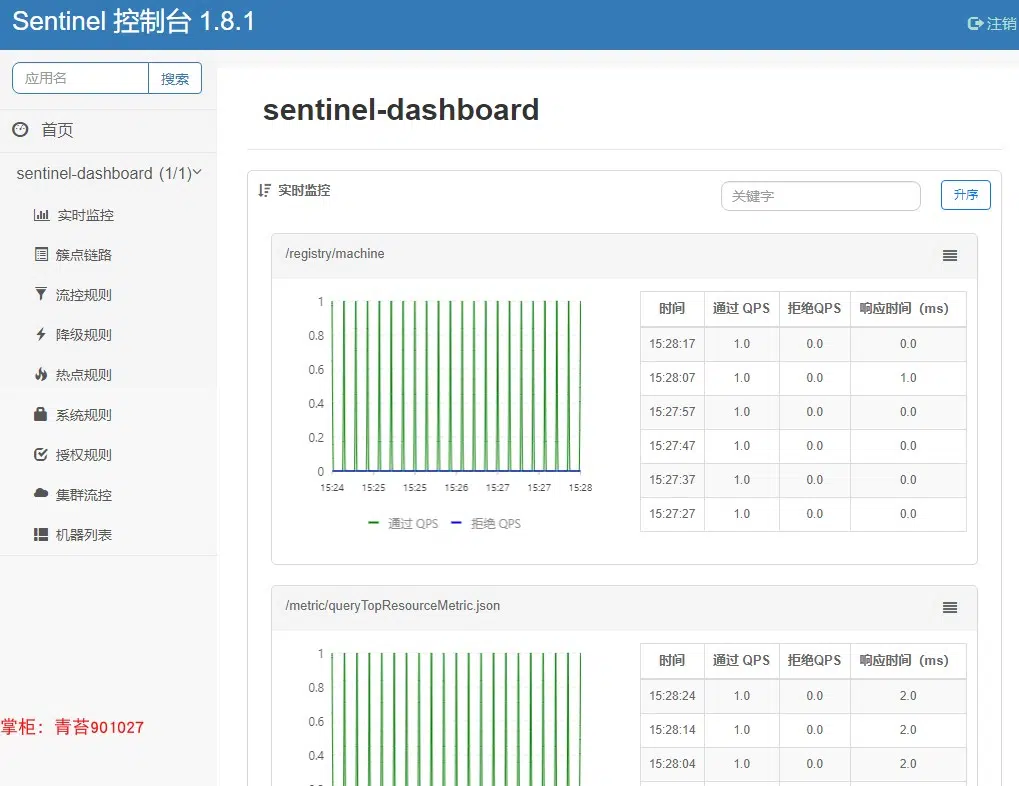 Sentinel 控制台 1.8.1
注销
应用名 搜索
首页
sentinel-dashboard (1/1)
实时监控
簇点链路
流控规则
降级规则
热点规则
系统规则
授权规则
集群流控
机器列表
掌柜：青苔901027
sentinel-dashboard
实时监控 关键字 升序
/registry/machine
1
0.8
0.6
0.4
0.2
0
15:24 15:25 15:25 15:26 15:27 15:27 15:28
通过 QPS 拒绝 QPS
时间 通过 QPS 拒绝QPS 响应时间（ms）
15:28:17 1.0 0.0 0.0
15:28:07 1.0 0.0 1.0
15:27:57 1.0 0.0 0.0
15:27:47 1.0 0.0 0.0
15:27:37 1.0 0.0 0.0
15:27:27 1.0 0.0 0.0
/metric/queryTopResourceMetric.json
1
0.8
0.6
0.4
时间 通过 QPS 拒绝QPS 响应时间（ms）
15:28:24 1.0 0.0 2.0
15:28:14 1.0 0.0 2.0
15:28:04 1.0 0.0 2.0